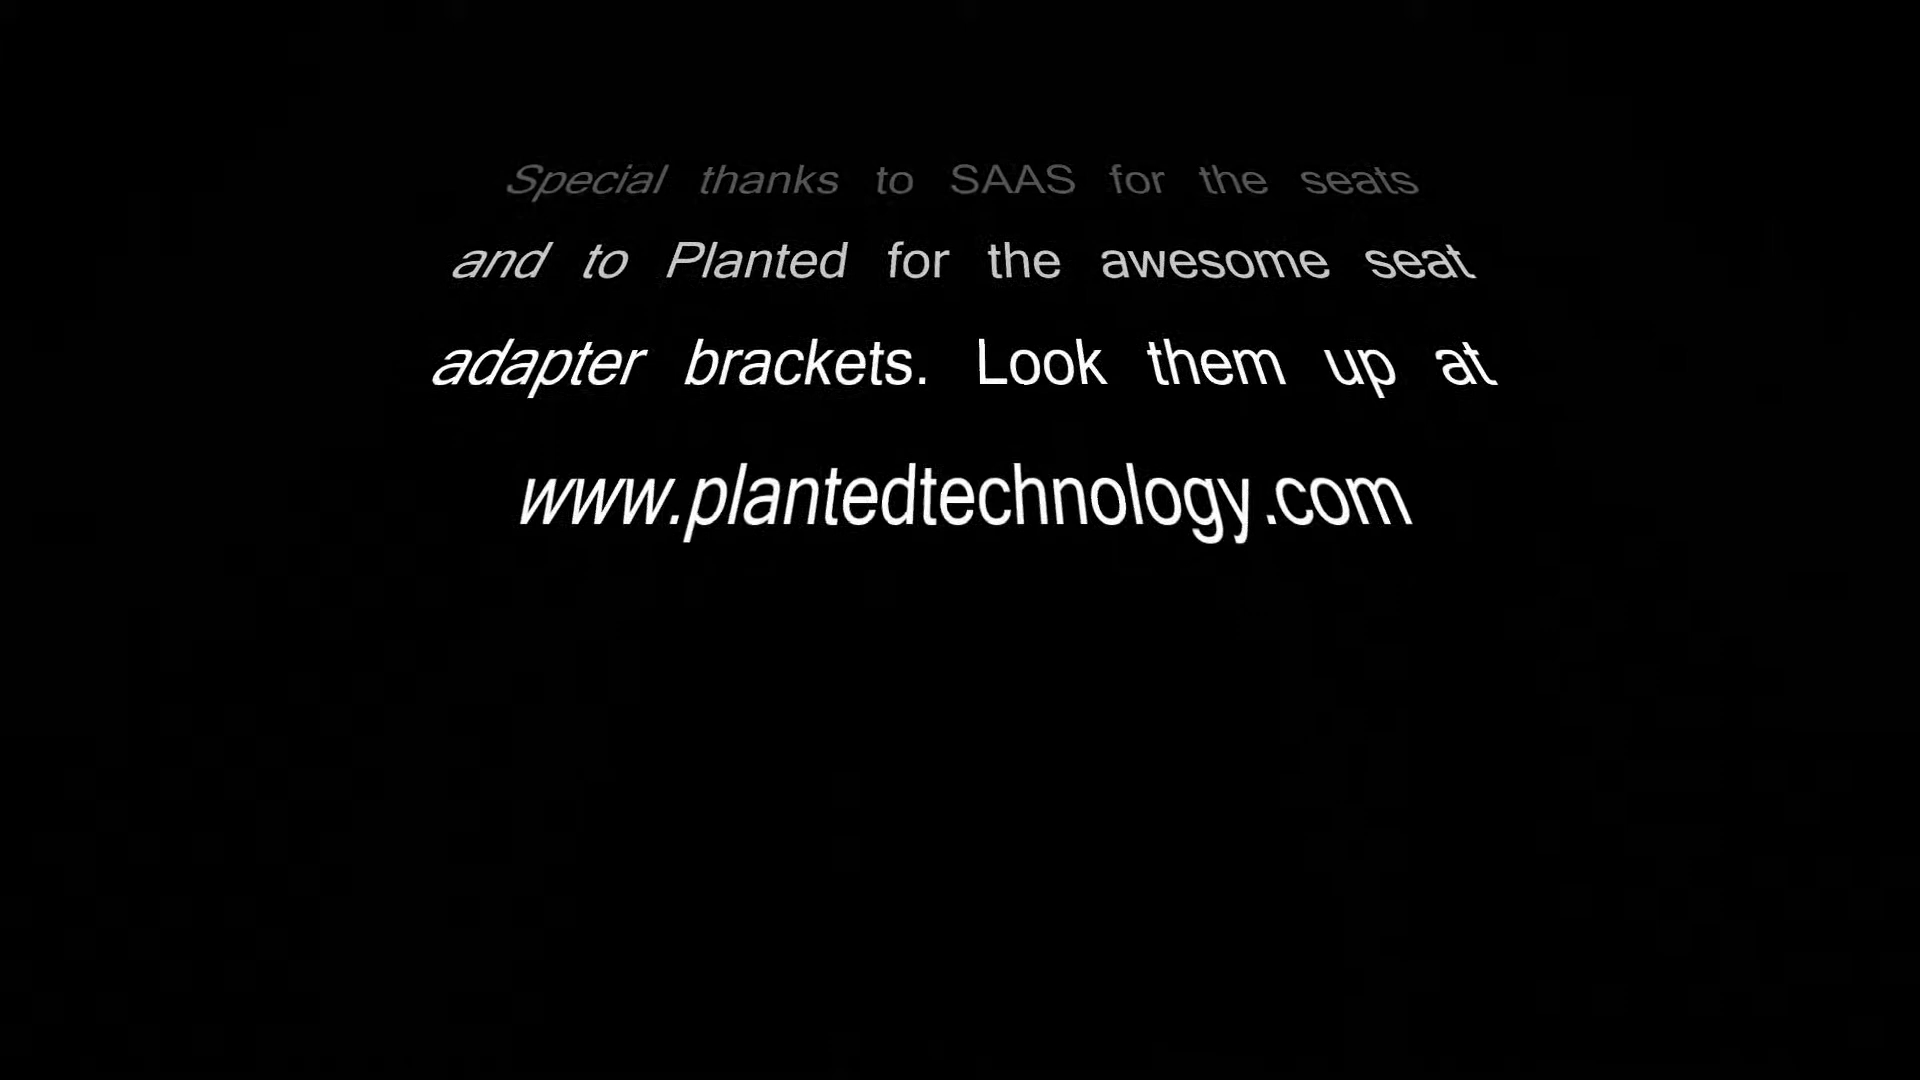 Special thanks to SAAS for the seats
and to Planted for the awesome seat
adapter brackets. Look them up at
www.plantedtechnology.com